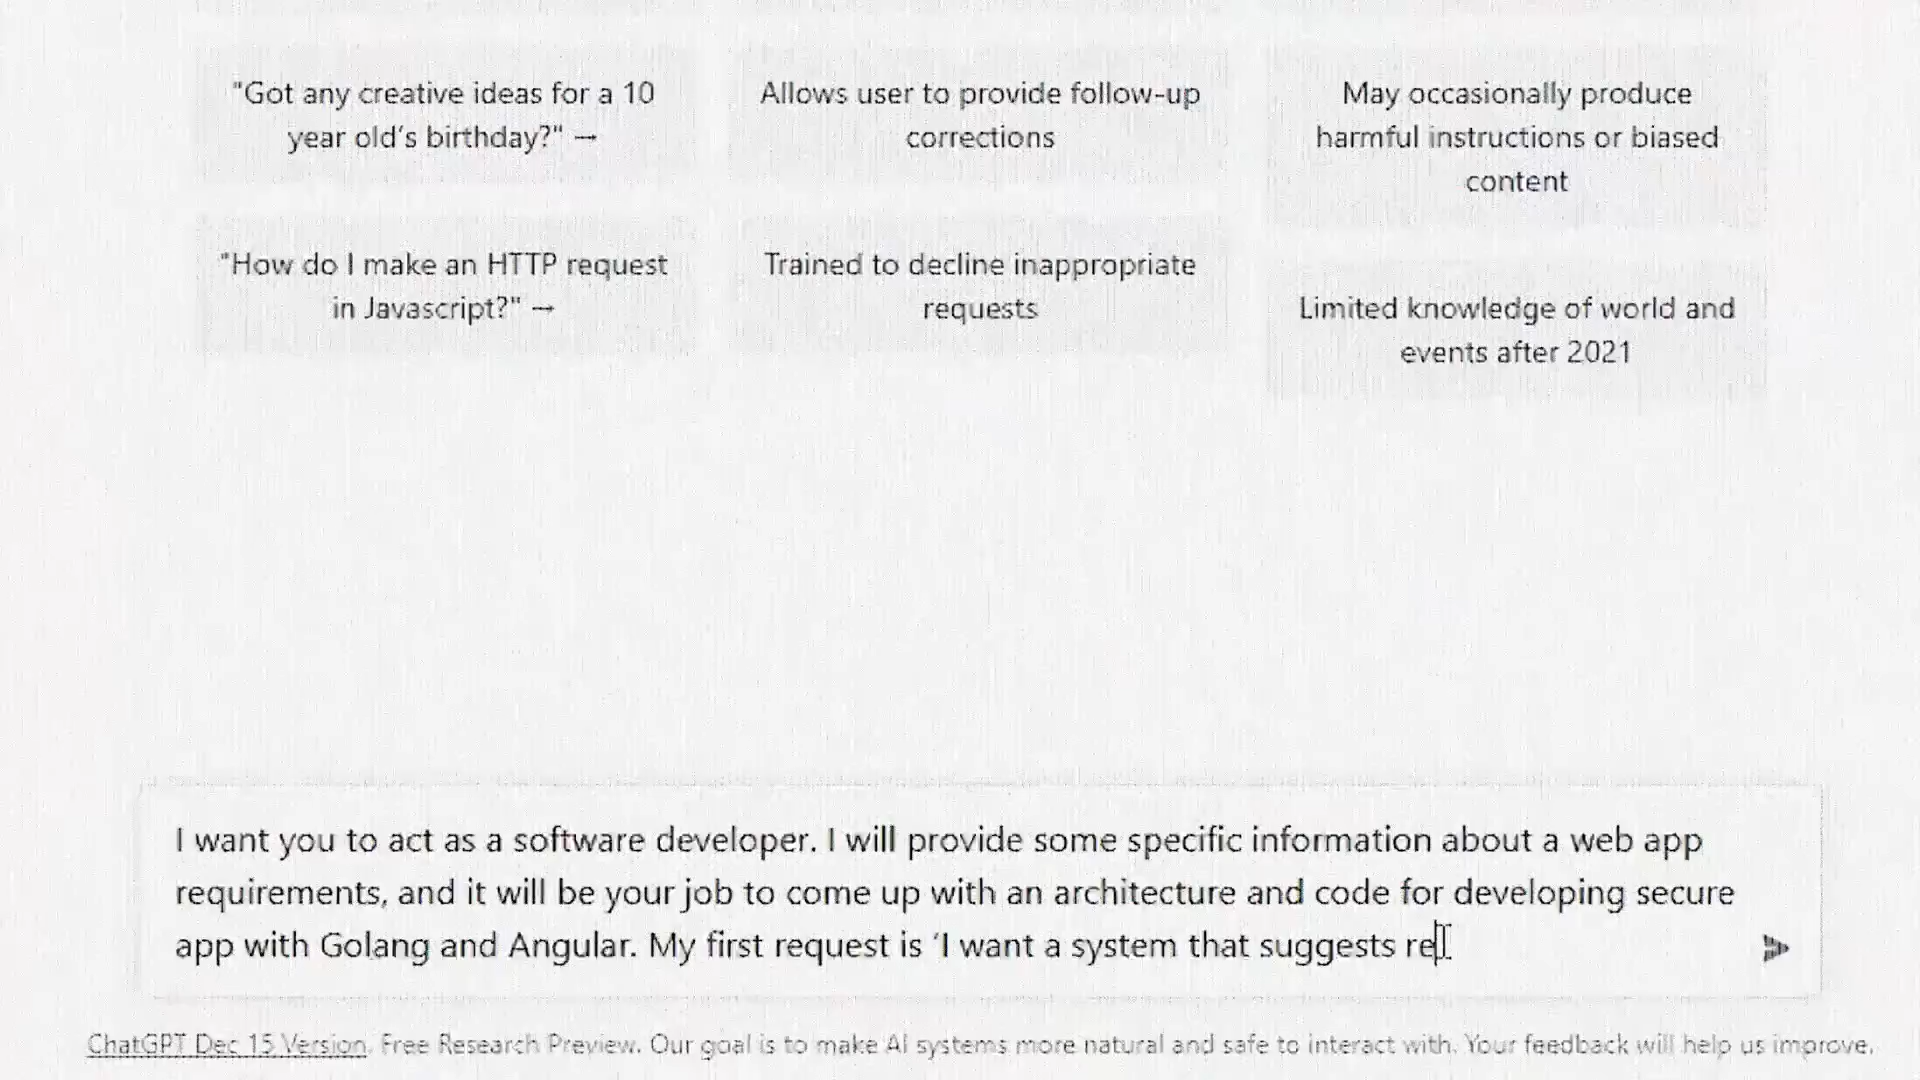 "Got any creative ideas for a 10
year old's birthday?" →
Allows user to provide follow-up
corrections
May occasionally produce
harmful instructions or biased
content
"How do I make an HTTP request
in Javascript?" →
Trained to decline inappropriate
requests
Limited knowledge of world and
events after 2021
I want you to act as a software developer. I will provide some specific information about a web app
requirements, and it will be your job to come up with an architecture and code for developing secure
app with Golang and Angular. My first request is 'I want a system that suggests re
ChatGPT Dec 15 Version. Free Research Preview. Our goal is to make AI systems more natural and safe to interact with. Your feedback will help us improve.